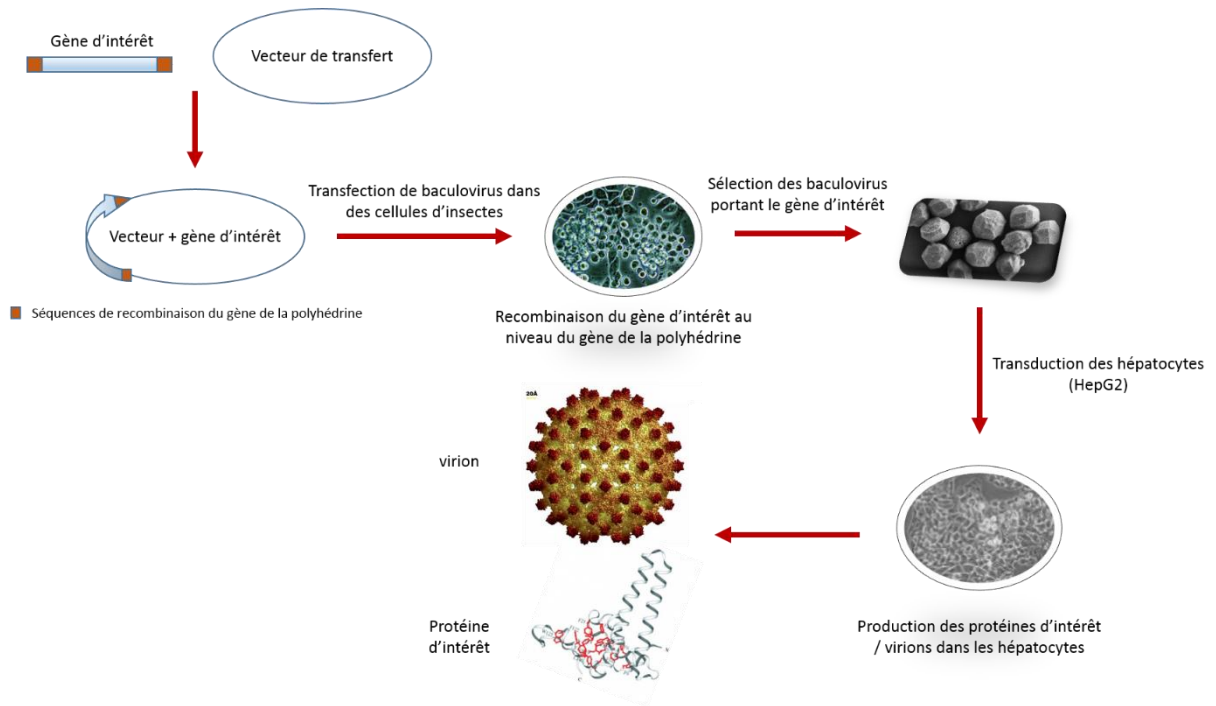 Gène d'intérêt
Vecteur de transfert
Vecteur + gène d'intérêt
Séquences de recombinaison du gène de la polyhédrine
Transfection de baculovirus dans
des cellules d'insectes
Recombinaison du gène d'intérêt au
niveau du gène de la polyhédrine
Sélection des baculovirus
portant le gène d'intérêt
Transduction des hépatocytes
(HepG2)
Production des protéines d'intérêt
/ virions dans les hépatocytes
20Å
virion
Protéine
d'intérêt